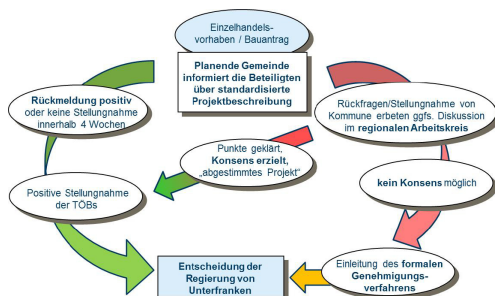 Einzelhandels-
vorhaben / Bauantrag
Planende Gemeinde
informiert die Beteiligten
über standardisierte
Projektbeschreibung
Rückmeldung positiv
oder keine Stellungnahme
innerhalb 4 Wochen
Rückfragen/Stellungnahme von
Kommune erbeten ggfs. Diskussion
im regionalen Arbeitskreis
Punkte geklärt,
Konsens erzielt,
„abgestimmtes Projekt“
Positive Stellungnahme
der TÖBs
kein Konsens möglich
Entscheidung der
Regierung von
Unterfranken
Einleitung des formalen
Genehmigungs-
verfahrens